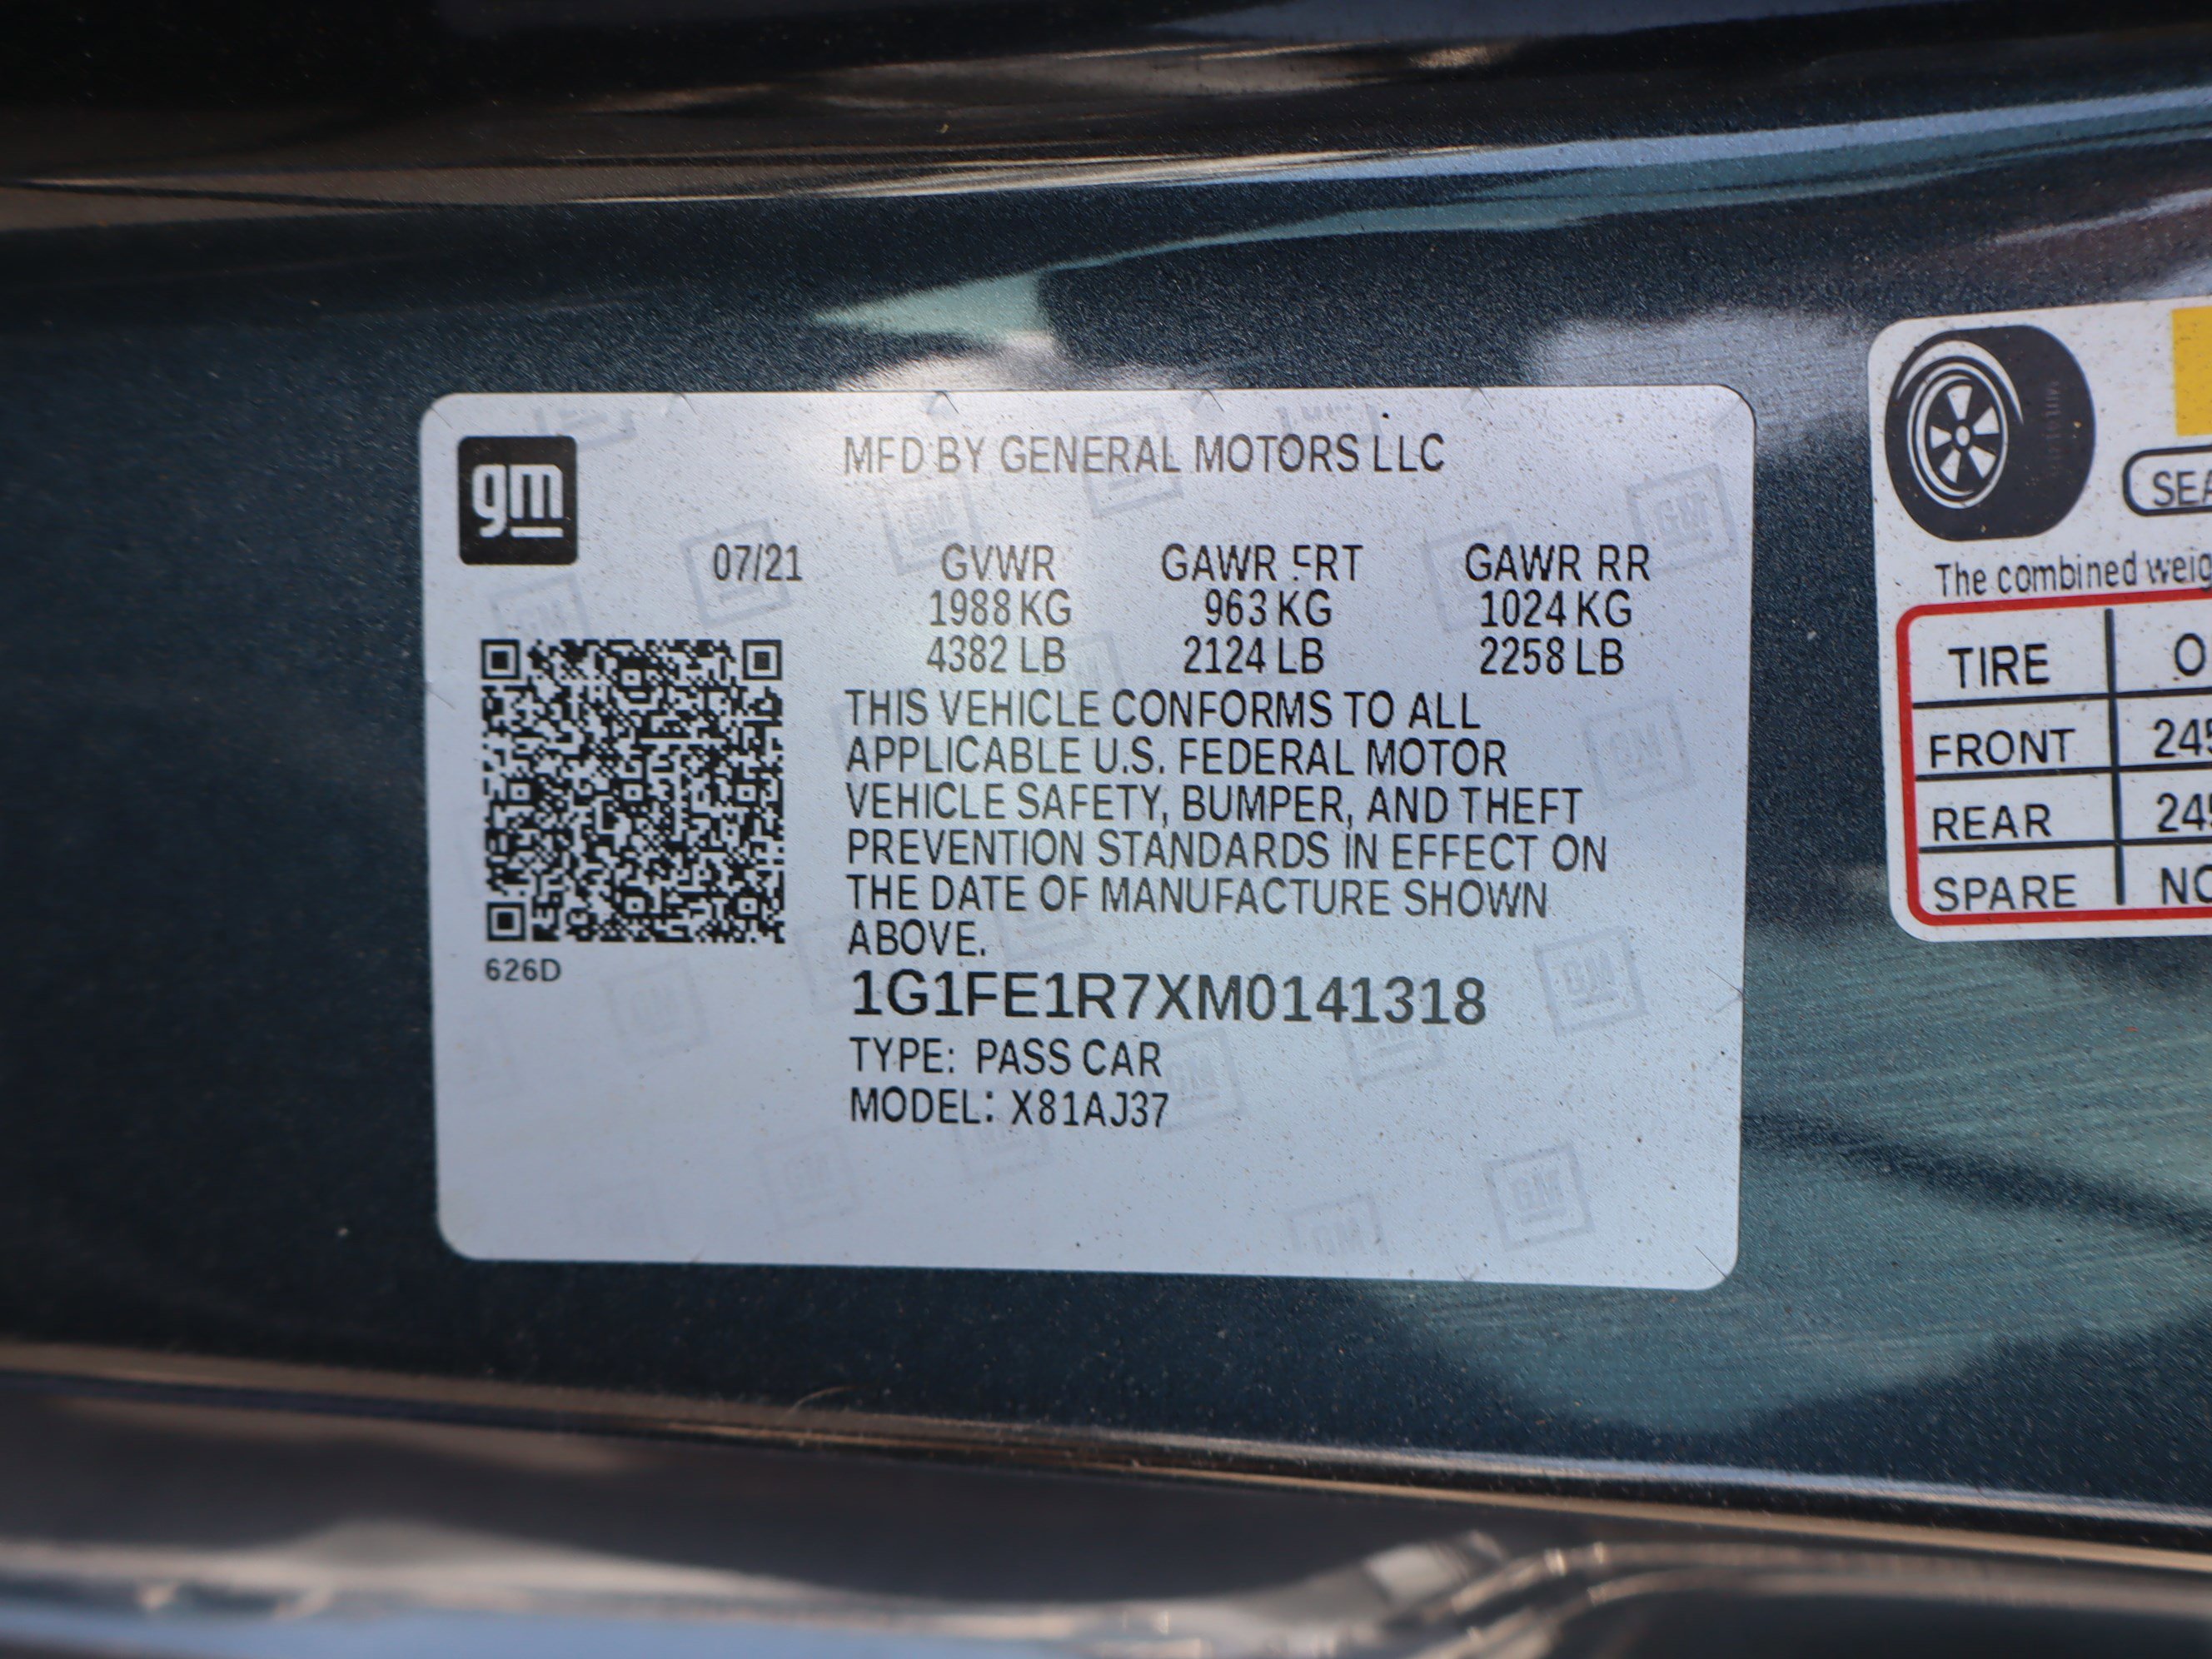 gm
MFD BY GENERAL MOTORS LLC
07/21 GVWR GAWR FRT GAWR RR
1988 KG 963 KG 1024 KG
4382 LB 2124 LB 2258 LB
THIS VEHICLE CONFORMS TO ALL
APPLICABLE U.S. FEDERAL MOTOR
VEHICLE SAFETY, BUMPER, AND THEFT
PREVENTION STANDARDS IN EFFECT ON
THE DATE OF MANUFACTURE SHOWN
ABOVE.
626D
1G1FE1R7XM0141318
TYPE: PASS CAR
MODEL: X81AJ37
The combined
TIRE
FRONT
REAR
SPARE